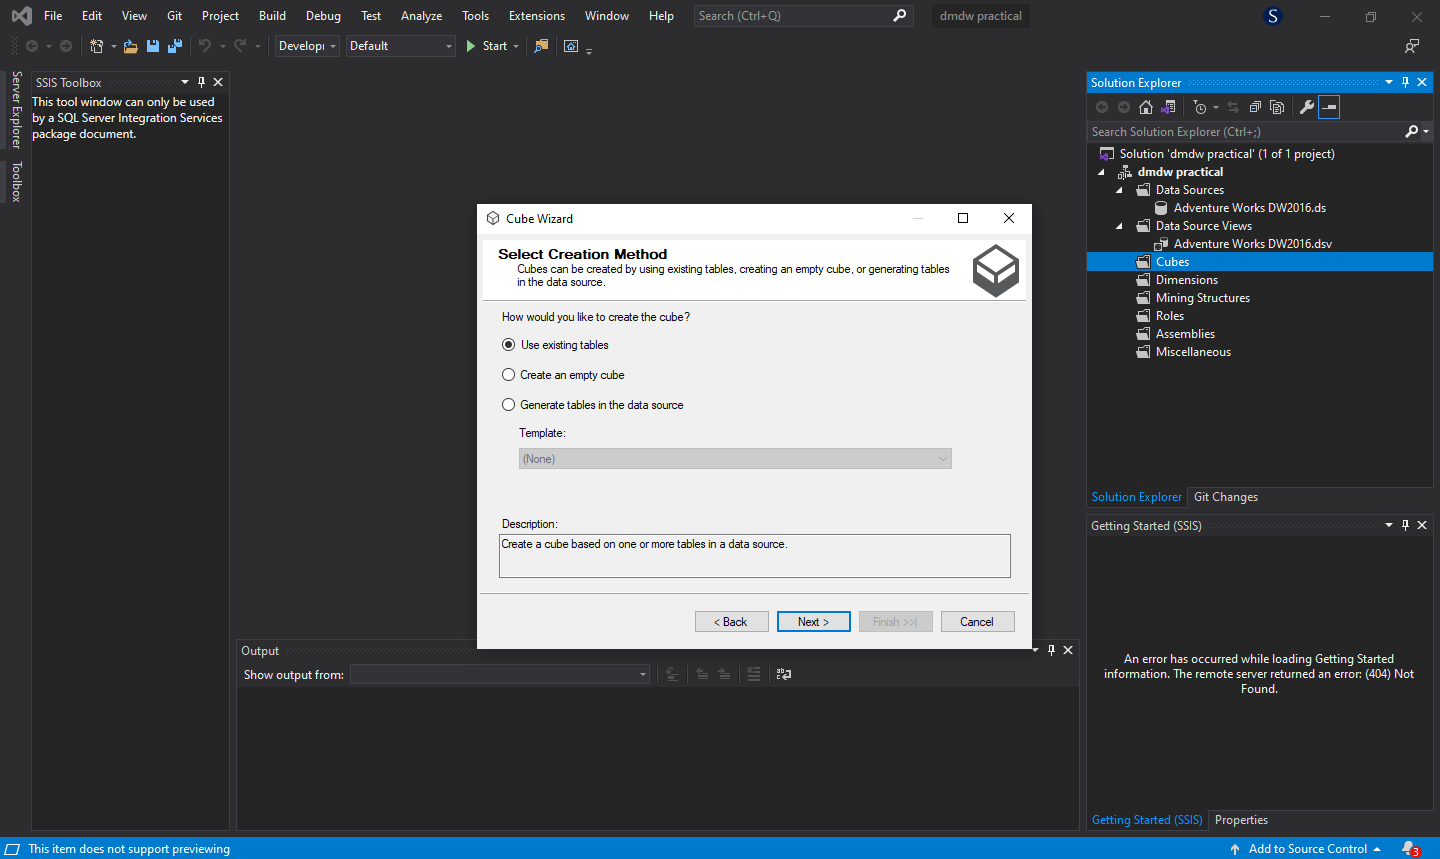 File Edit View Git Project Build Debug Test Analyze Tools Extensions Window Help Search (Ctrl+Q) dmdw practical S
Develop Default Start
Server Explorer
Toolbox
SSIS Toolbox
This tool window can only be used
by a SQL Server Integration Services
package document.
Cube Wizard
Select Creation Method
Cubes can be created by using existing tables, creating an empty cube, or generating tables
in the data source.
How would you like to create the cube?
Use existing tables
Create an empty cube
Generate tables in the data source
Template:
(None)
Description:
Create a cube based on one or more tables in a data source.
< Back Next > Finish >>| Cancel
Output
Show output from:
Solution Explorer
Search Solution Explorer (Ctrl+;)
Solution 'dmdw practical' (1 of 1 project)
dmdw practical
Data Sources
Adventure Works DW2016.ds
Data Source Views
Adventure Works DW2016.dsv
Cubes
Dimensions
Mining Structures
Roles
Assemblies
Miscellaneous
Solution Explorer Git Changes
Getting Started (SSIS)
An error has occurred while loading Getting Started
information. The remote server returned an error: (404) Not
Found.
Getting Started (SSIS) Properties
This item does not support previewing Add to Source Control 3